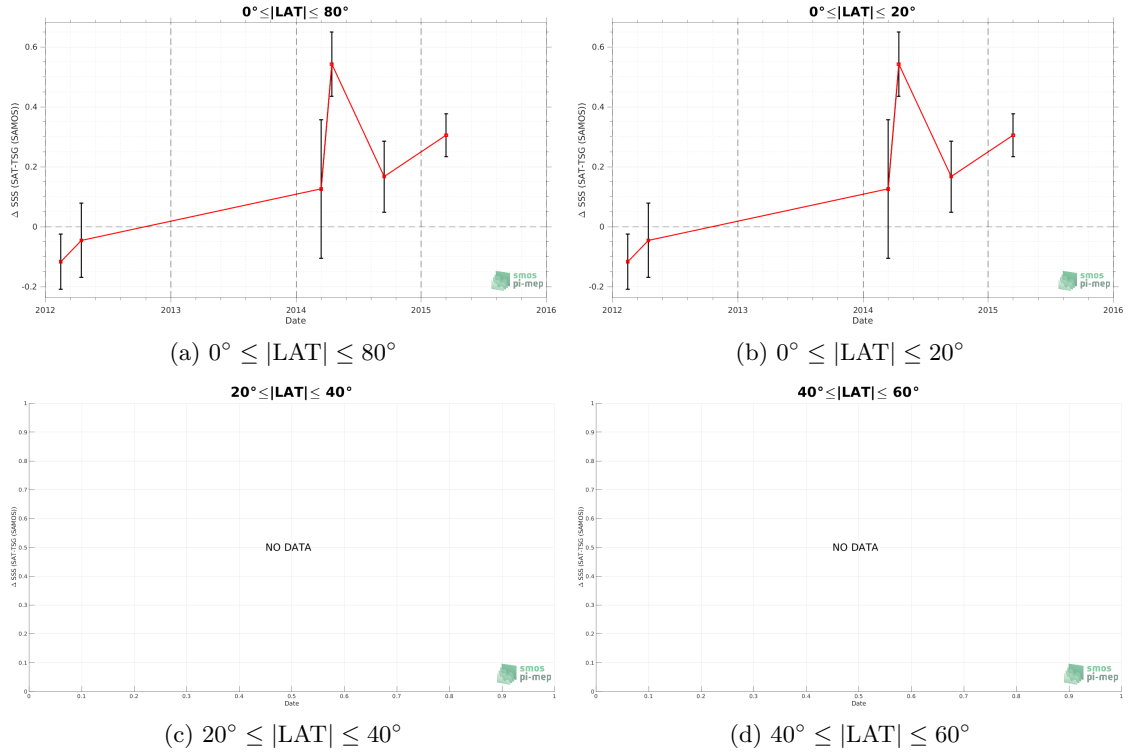 0°≤|LAT|≤ 80°
Δ SSS (SAT-TSG (SAMOS))
0.6
0.4
0.2
0
-0.2
2012 2013 2014 2015 2016
Date
smos
pi-mep
(a) 0° ≤ |LAT| ≤ 80°
0°≤|LAT|≤ 20°
Δ SSS (SAT-TSG (SAMOS))
0.6
0.4
0.2
0
-0.2
2012 2013 2014 2015 2016
Date
smos
pi-mep
(b) 0° ≤ |LAT| ≤ 20°
20°≤|LAT|≤ 40°
Δ SSS (SAT-TSG (SAMOS))
1
0.9
0.8
0.7
0.6
0.5
0.4
0.3
0.2
0.1
0
NO DATA
0 0.1 0.2 0.3 0.4 0.5 0.6 0.7 0.8 0.9 1
Date
smos
pi-mep
(c) 20° ≤ |LAT| ≤ 40°
40°≤|LAT|≤ 60°
Δ SSS (SAT-TSG (SAMOS))
1
0.9
0.8
0.7
0.6
0.5
0.4
0.3
0.2
0.1
0
NO DATA
0 0.1 0.2 0.3 0.4 0.5 0.6 0.7 0.8 0.9 1
Date
smos
pi-mep
(d) 40° ≤ |LAT| ≤ 60°